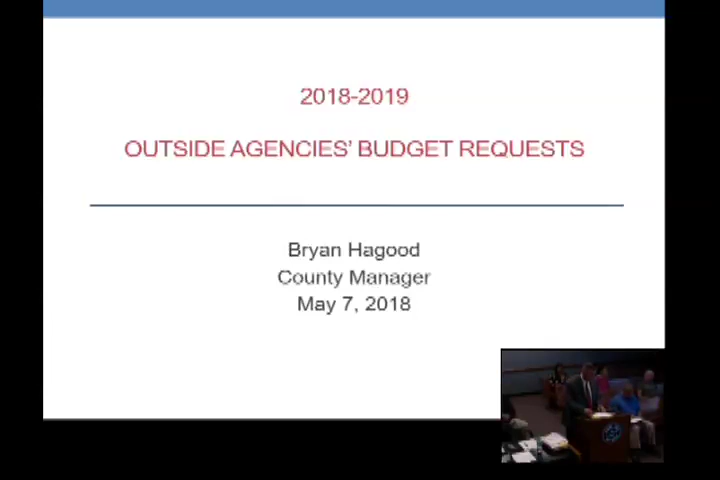 2018-2019
OUTSIDE AGENCIES' BUDGET REQUESTS
Bryan Hagood
County Manager
May 7, 2018